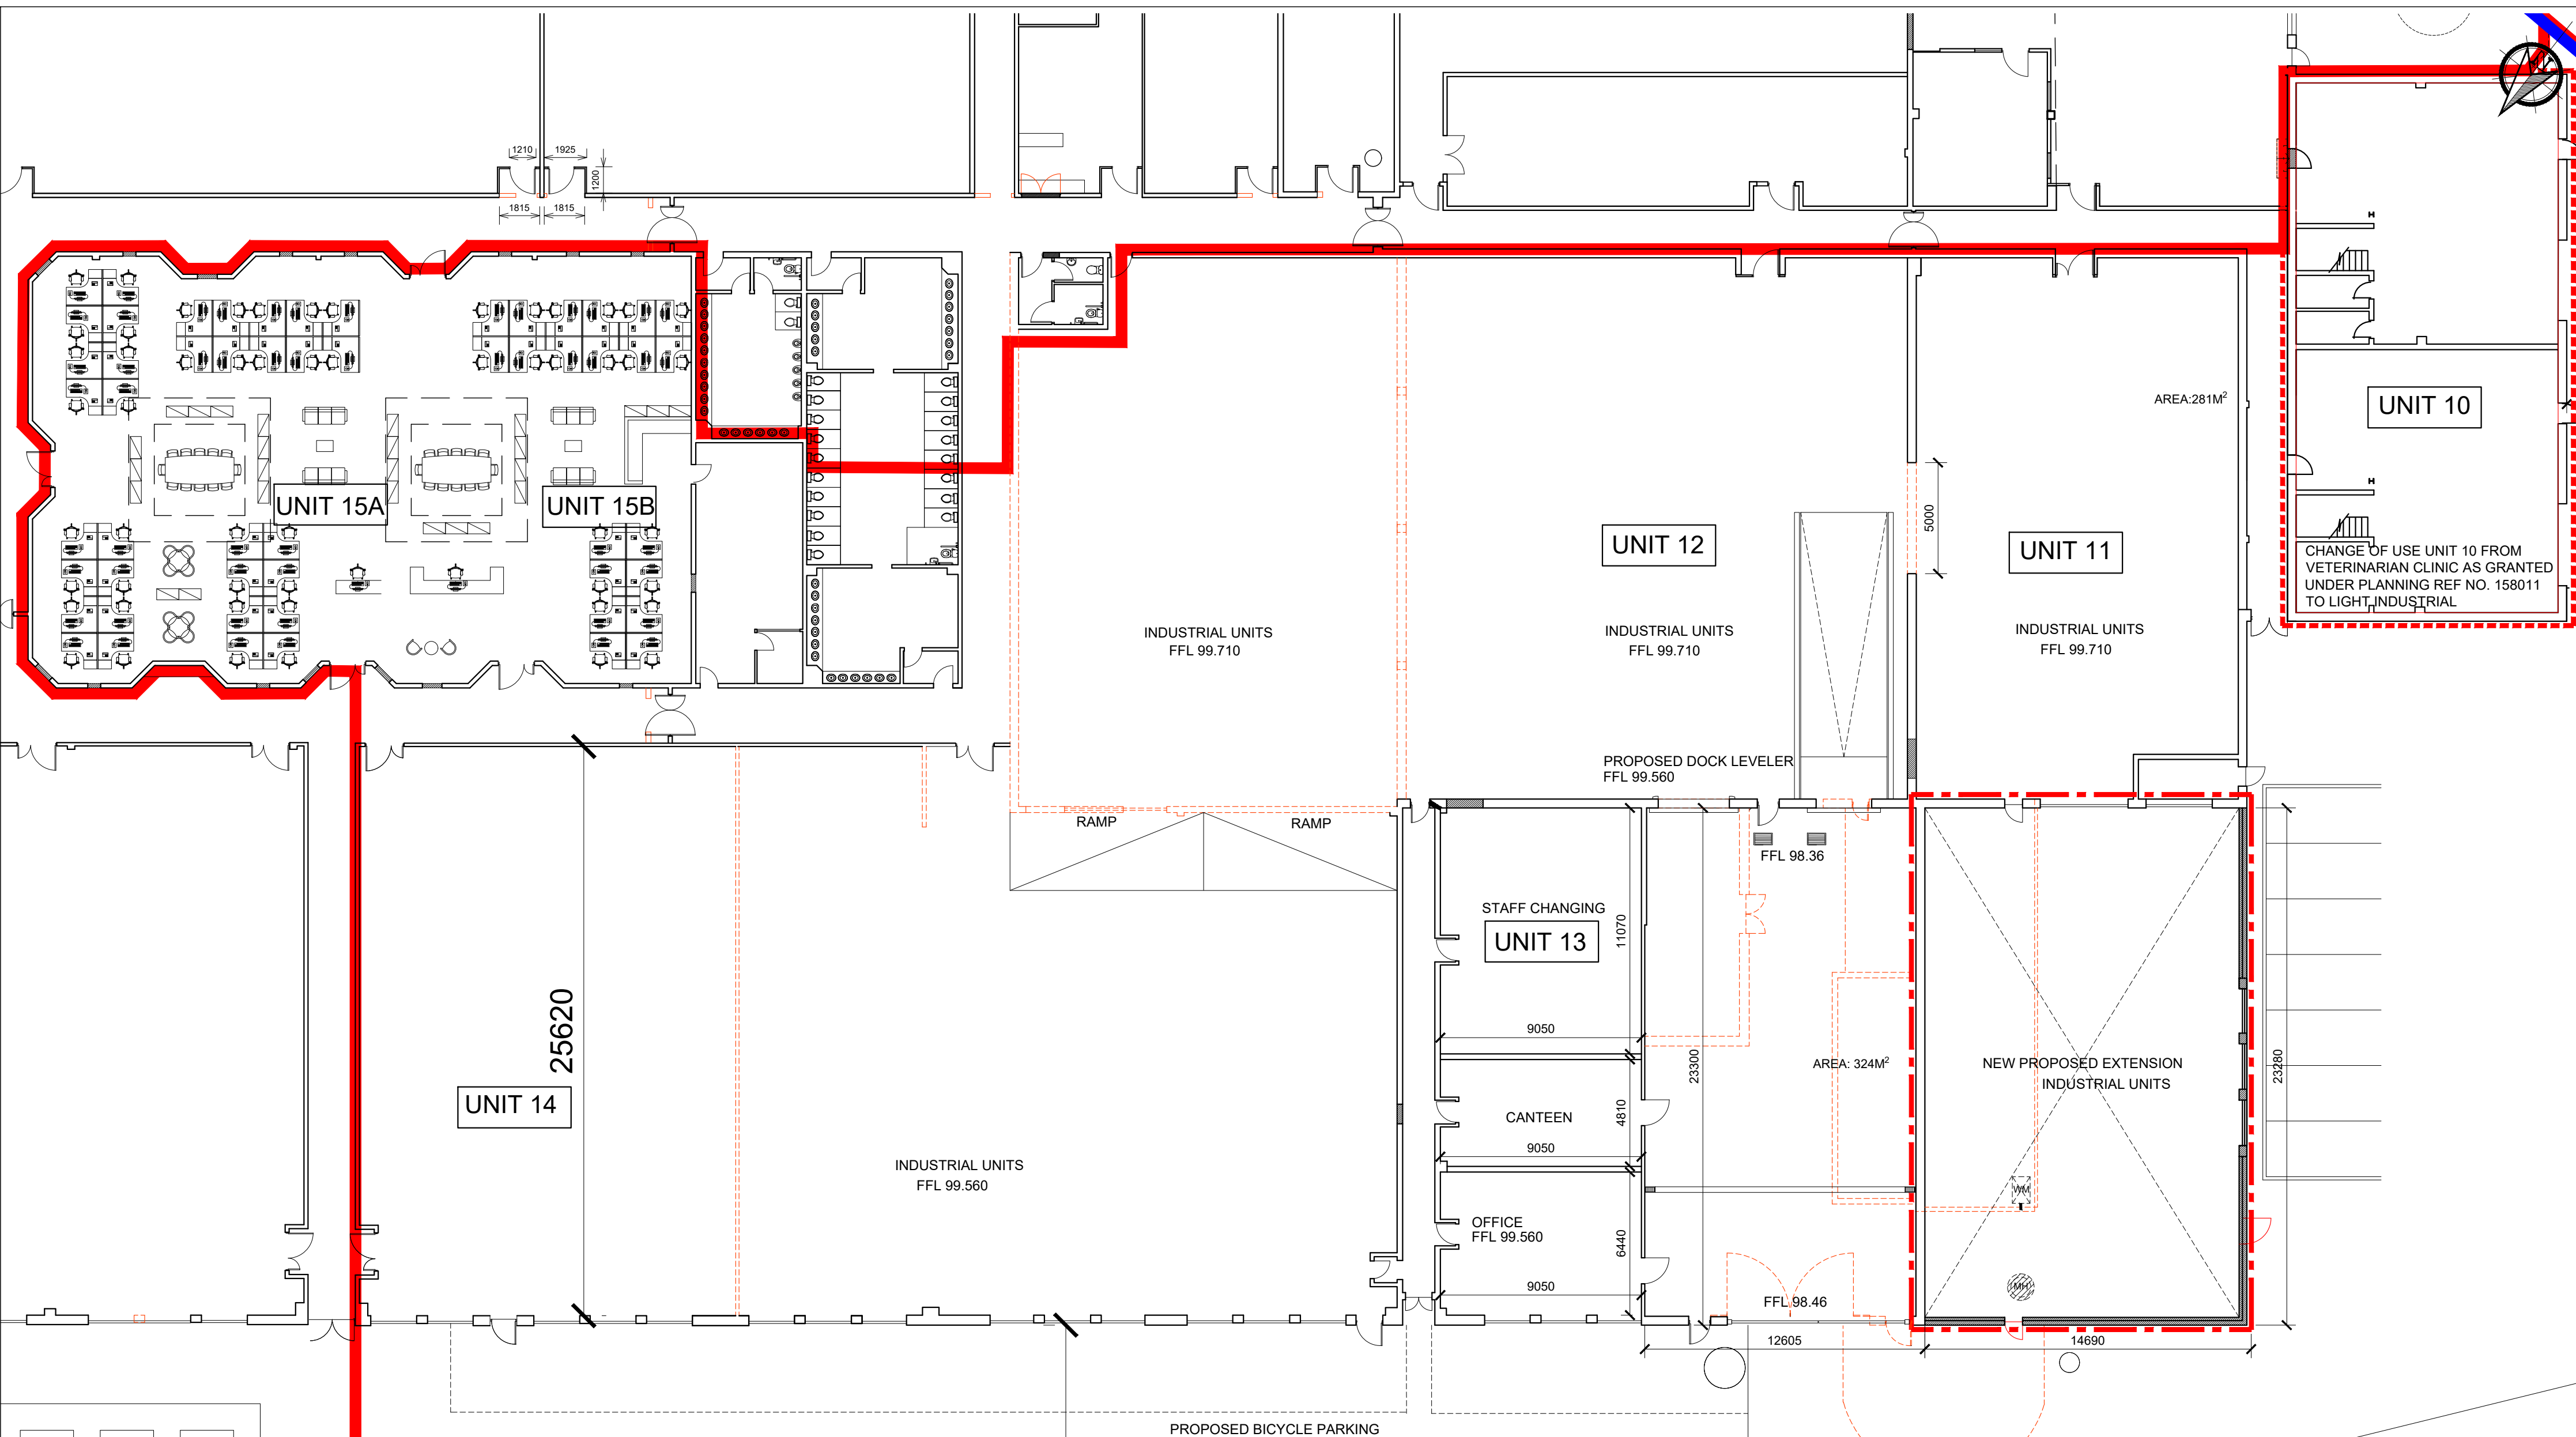 1210
1925
1200
1815
1815
N
UNIT 10
AREA:281M²
UNIT 15A
UNIT 15B
5000
UNIT 12
UNIT 11
CHANGE OF USE UNIT 10 FROM
VETERINARIAN CLINIC AS GRANTED
UNDER PLANNING REF NO. 158011
TO LIGHT INDUSTRIAL
INDUSTRIAL UNITS
FFL 99.710
INDUSTRIAL UNITS
FFL 99.710
INDUSTRIAL UNITS
FFL 99.710
PROPOSED DOCK LEVELER
FFL 99.560
RAMP
RAMP
FFL 98.36
STAFF CHANGING
UNIT 13
11070
9050
25620
UNIT 14
23300
AREA: 324M²
NEW PROPOSED EXTENSION
INDUSTRIAL UNITS
23280
CANTEEN
4810
9050
INDUSTRIAL UNITS
FFL 99.560
WM
OFFICE
FFL 99.560
6440
9050
MH
FFL 98.46
12605
14690
PROPOSED BICYCLE PARKING